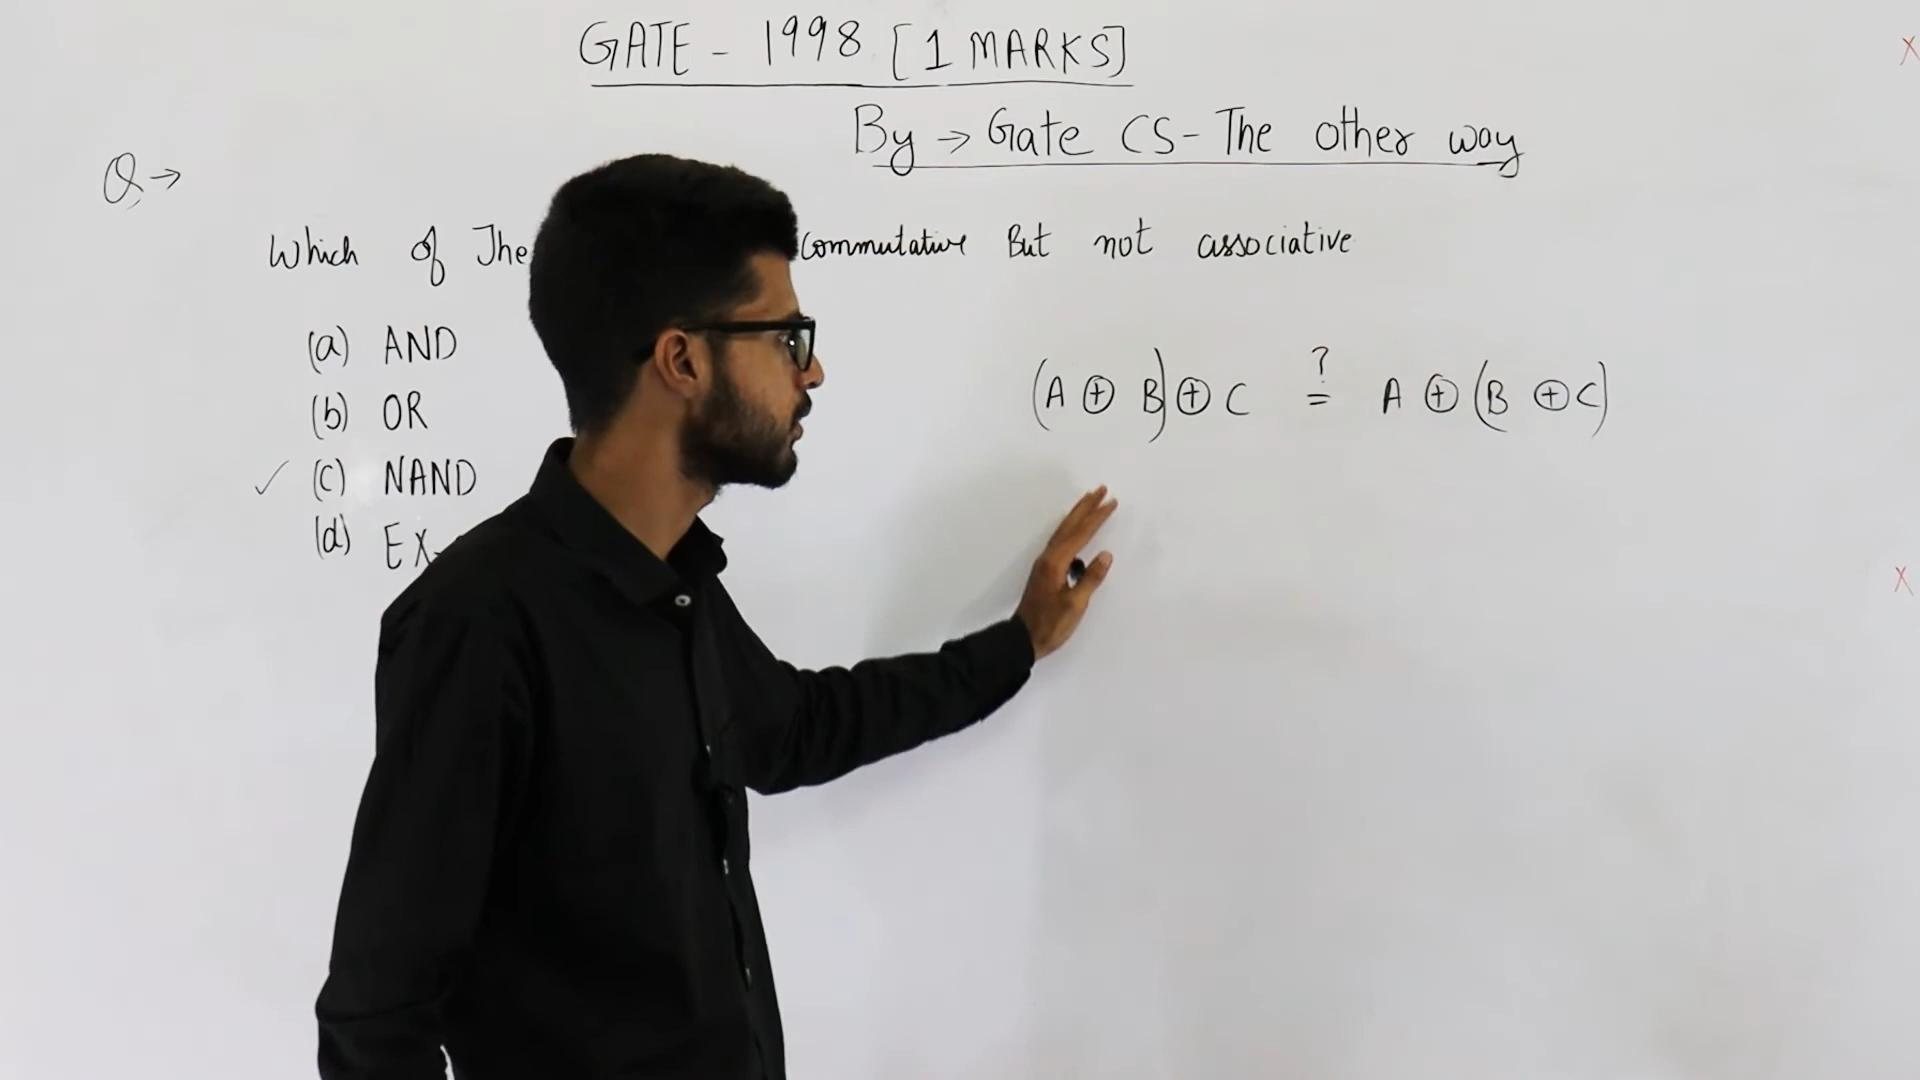 GATE - 1998 [1 MARKS]
By → Gate CS - The other way
Q →
Which of The commutative But not associative
(a) AND
(b) OR
✓ (c) NAND
(d) EX-
(A ⊕ B) ⊕ C ?= A ⊕ (B ⊕ C)
X
X